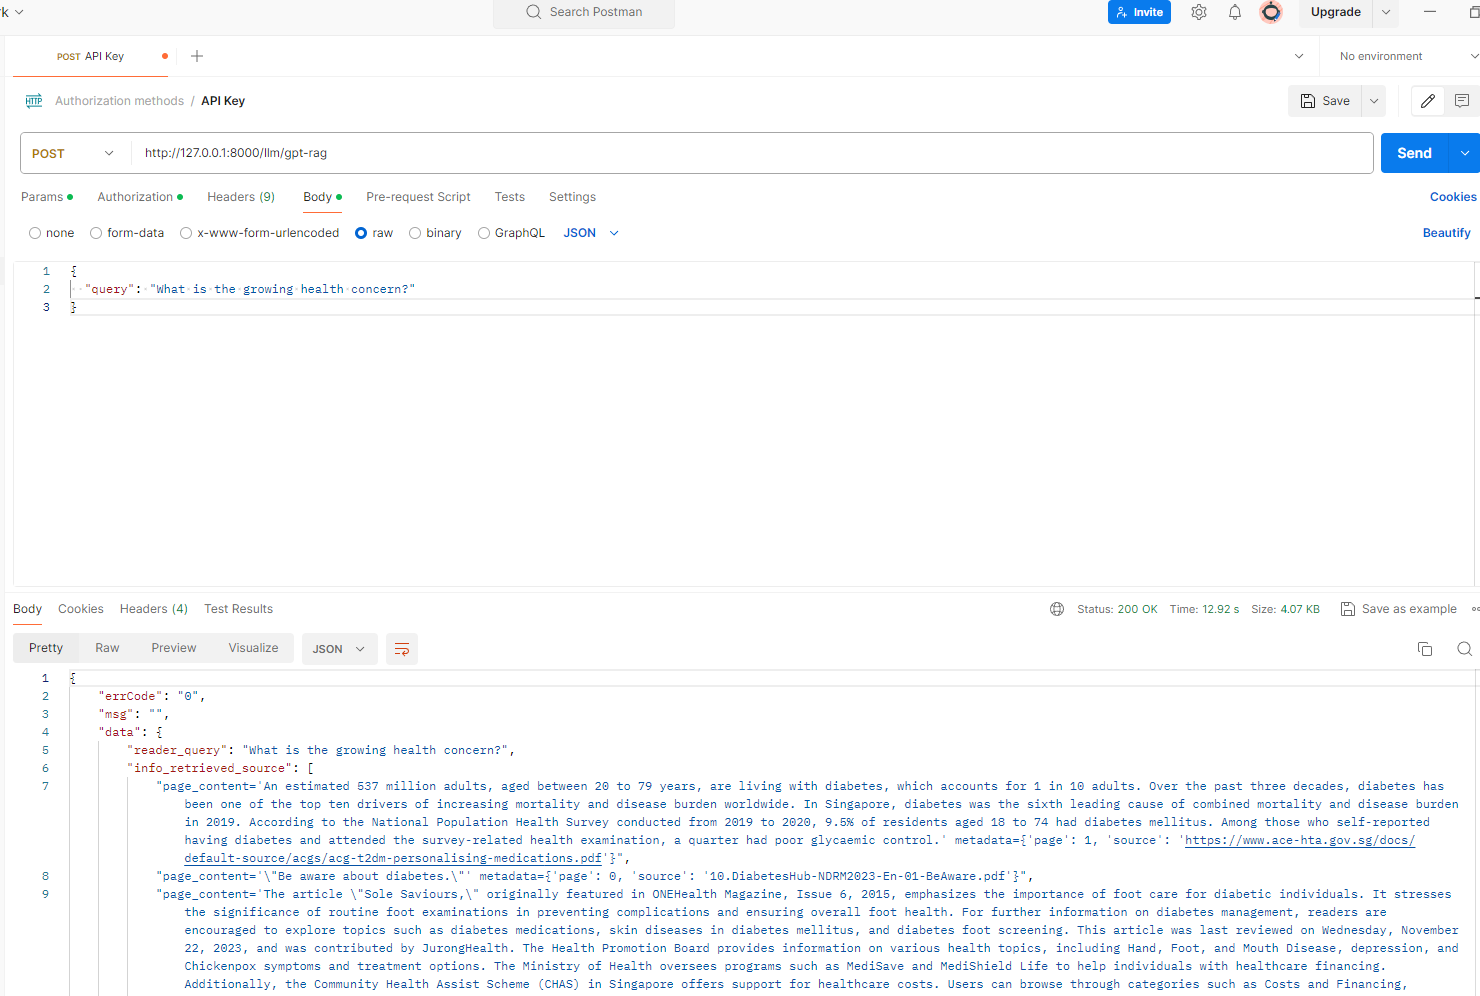 rk
Search Postman
Invite
Upgrade
POST API Key
No environment
HTTP Authorization methods / API Key
Save
POST http://127.0.0.1:8000/llm/gpt-rag
Send
Params Authorization Headers (9) Body Pre-request Script Tests Settings
Cookies
none form-data x-www-form-urlencoded raw binary GraphQL JSON
Beautify
1 {
2 "query": "What is the growing health concern?"
3 }
Body Cookies Headers (4) Test Results
Status: 200 OK Time: 12.92 s Size: 4.07 KB Save as example
Pretty Raw Preview Visualize JSON
1 {
2 "errCode": "0",
3 "msg": "",
4 "data": {
5 "reader_query": "What is the growing health concern?",
6 "info_retrieved_source": [
7 "page_content='An estimated 537 million adults, aged between 20 to 79 years, are living with diabetes, which accounts for 1 in 10 adults. Over the past three decades, diabetes has
been one of the top ten drivers of increasing mortality and disease burden worldwide. In Singapore, diabetes was the sixth leading cause of combined mortality and disease burden
in 2019. According to the National Population Health Survey conducted from 2019 to 2020, 9.5% of residents aged 18 to 74 had diabetes mellitus. Among those who self-reported
having diabetes and attended the survey-related health examination, a quarter had poor glycaemic control.' metadata={'page': 1, 'source': 'https://www.ace-hta.gov.sg/docs/
default-source/acgs/acg-t2dm-personalising-medications.pdf'}",
8 "page_content='\"Be aware about diabetes.\"' metadata={'page': 0, 'source': '10.DiabetesHub-NDRM2023-En-01-BeAware.pdf'}",
9 "page_content='The article \"Sole Saviours,\" originally featured in ONEHealth Magazine, Issue 6, 2015, emphasizes the importance of foot care for diabetic individuals. It stresses
the significance of routine foot examinations in preventing complications and ensuring overall foot health. For further information on diabetes management, readers are
encouraged to explore topics such as diabetes medications, skin diseases in diabetes mellitus, and diabetes foot screening. This article was last reviewed on Wednesday, November
22, 2023, and was contributed by JurongHealth. The Health Promotion Board provides information on various health topics, including Hand, Foot, and Mouth Disease, depression, and
Chickenpox symptoms and treatment options. The Ministry of Health oversees programs such as MediSave and MediShield Life to help individuals with healthcare financing.
Additionally, the Community Health Assist Scheme (CHAS) in Singapore offers support for healthcare costs. Users can browse through categories such as Costs and Financing,